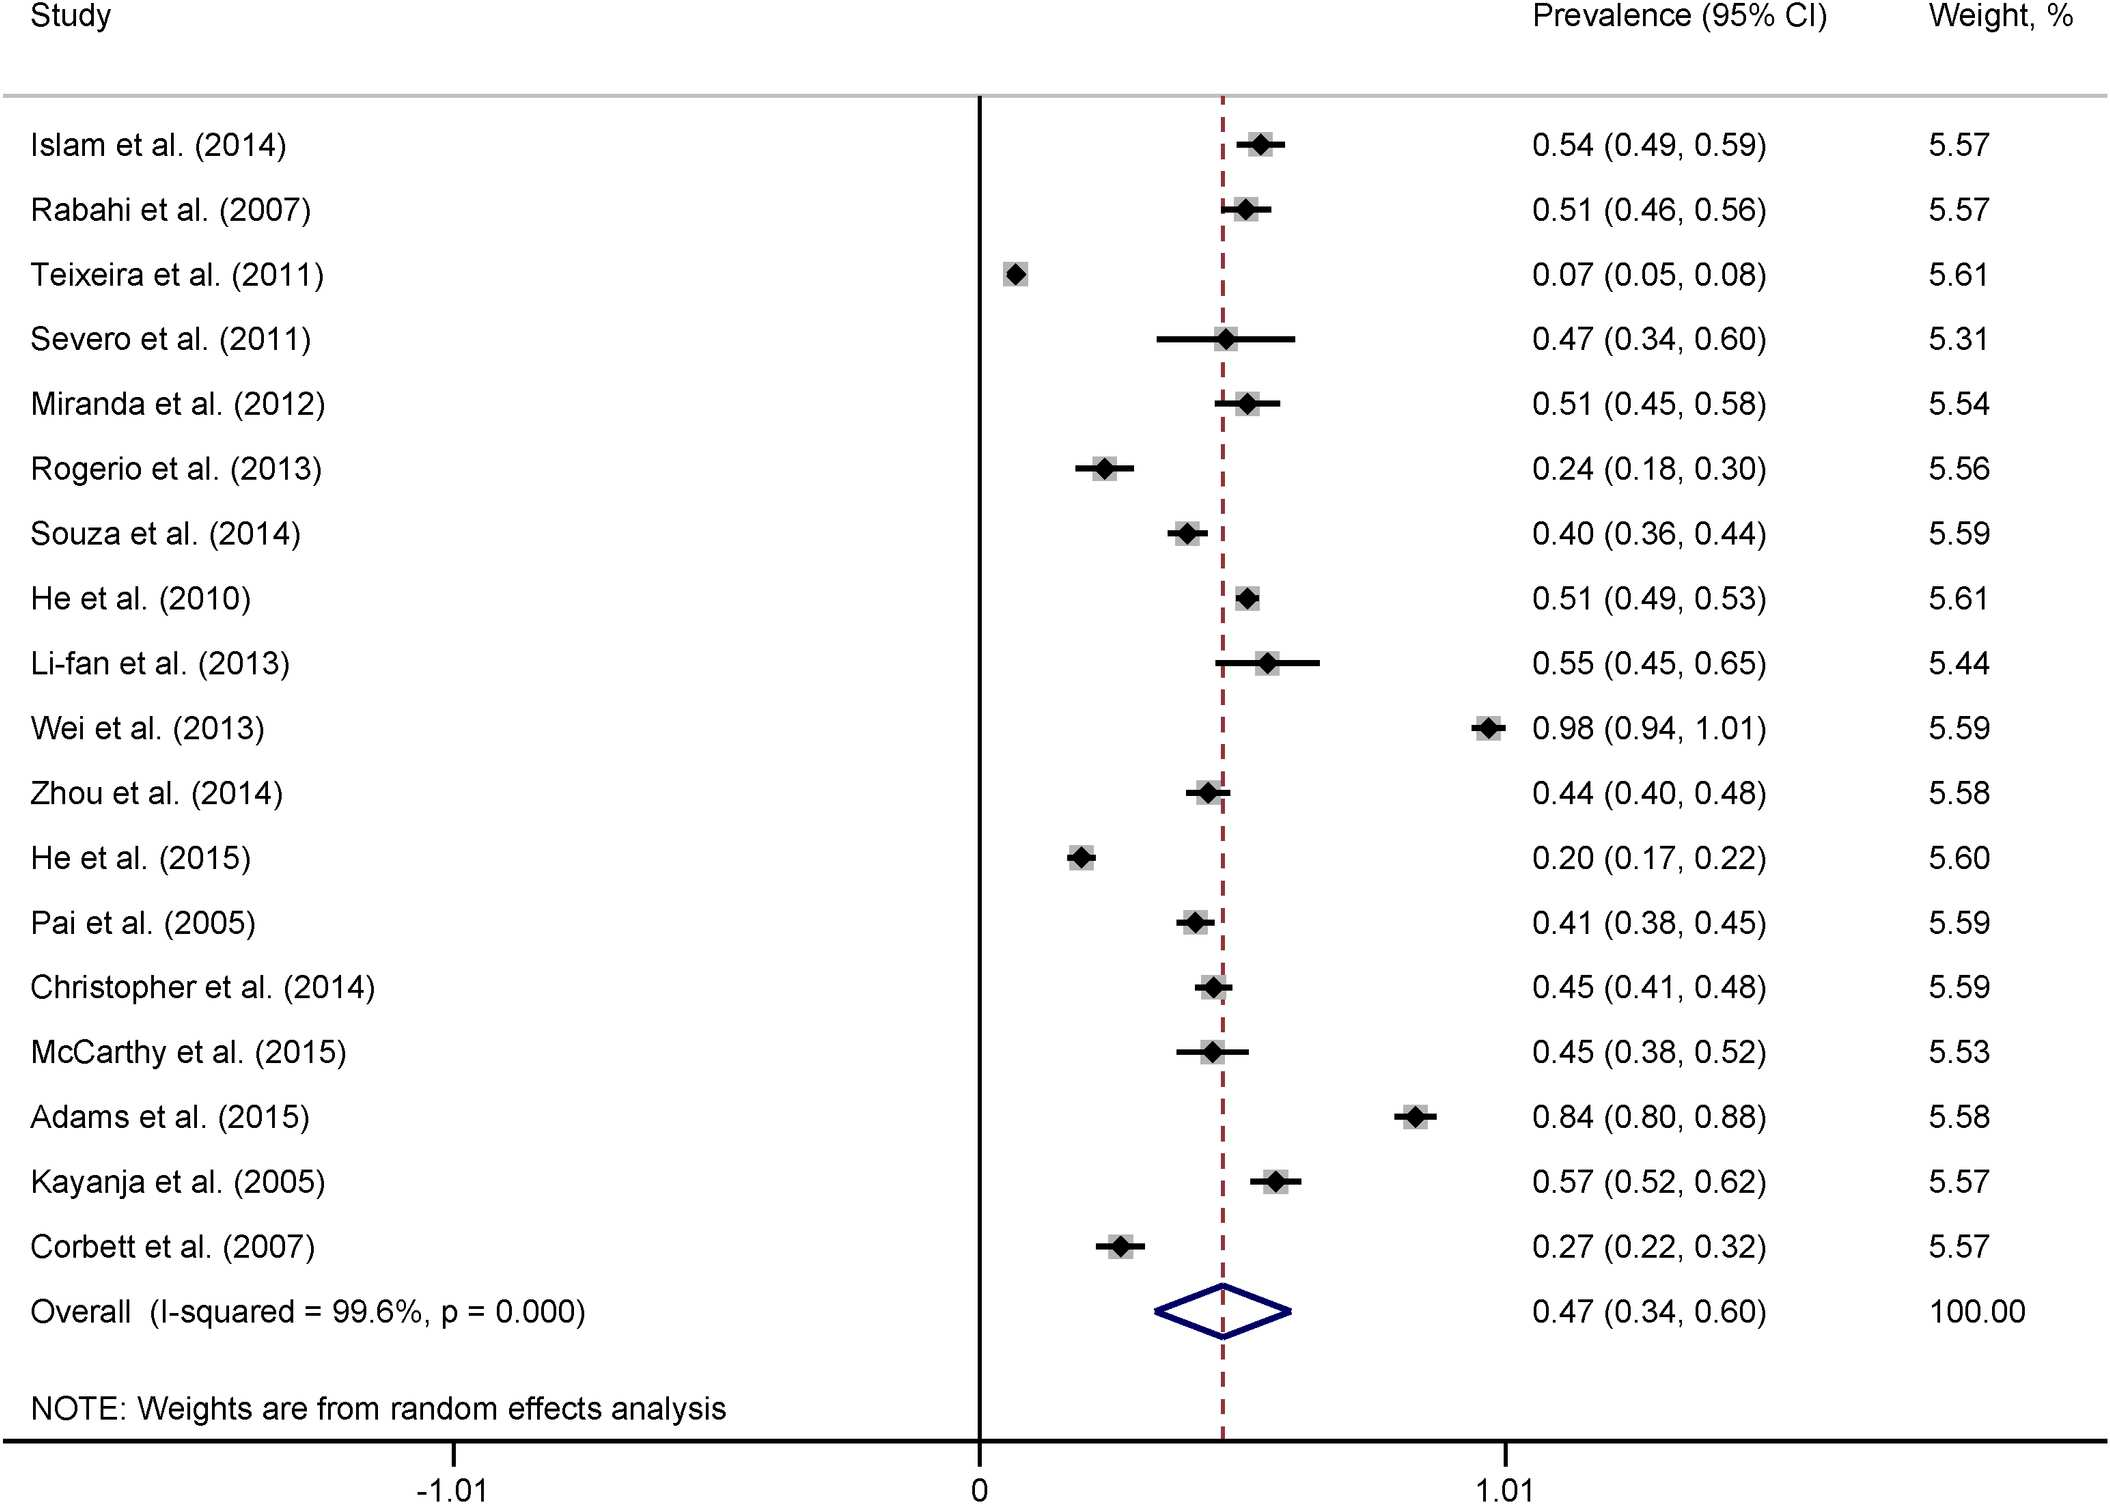 Study Prevalence (95% CI) Weight, %
Islam et al. (2014) 0.54 (0.49, 0.59) 5.57
Rabahi et al. (2007) 0.51 (0.46, 0.56) 5.57
Teixeira et al. (2011) 0.07 (0.05, 0.08) 5.61
Severo et al. (2011) 0.47 (0.34, 0.60) 5.31
Miranda et al. (2012) 0.51 (0.45, 0.58) 5.54
Rogerio et al. (2013) 0.24 (0.18, 0.30) 5.56
Souza et al. (2014) 0.40 (0.36, 0.44) 5.59
He et al. (2010) 0.51 (0.49, 0.53) 5.61
Li-fan et al. (2013) 0.55 (0.45, 0.65) 5.44
Wei et al. (2013) 0.98 (0.94, 1.01) 5.59
Zhou et al. (2014) 0.44 (0.40, 0.48) 5.58
He et al. (2015) 0.20 (0.17, 0.22) 5.60
Pai et al. (2005) 0.41 (0.38, 0.45) 5.59
Christopher et al. (2014) 0.45 (0.41, 0.48) 5.59
McCarthy et al. (2015) 0.45 (0.38, 0.52) 5.53
Adams et al. (2015) 0.84 (0.80, 0.88) 5.58
Kayanja et al. (2005) 0.57 (0.52, 0.62) 5.57
Corbett et al. (2007) 0.27 (0.22, 0.32) 5.57
Overall (I-squared = 99.6%, p = 0.000) 0.47 (0.34, 0.60) 100.00
NOTE: Weights are from random effects analysis
-1.01 0 1.01